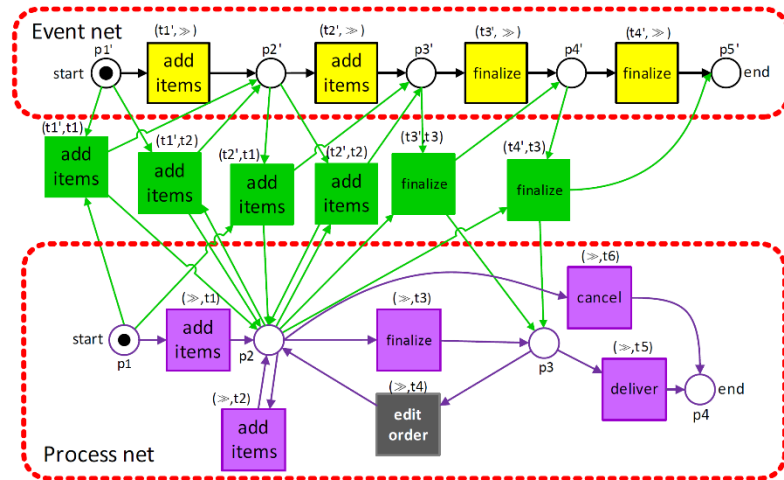 Event net
(t1',≫)
(t2',≫)
(t3',≫)
(t4',≫)
p1'
p2'
p3'
p4'
p5'
start
add
items
add
items
finalize
finalize
end
(t1',t1)
(t1',t2)
(t2',t1)
(t2',t2)
(t3',t3)
(t4',t3)
add
items
add
items
add
items
add
items
finalize
finalize
(≫,t1)
(≫,t3)
(≫,t6)
cancel
start
p1
add
items
p2
finalize
p3
(≫,t5)
deliver
end
p4
(≫,t2)
add
items
(≫,t4)
edit
order
Process net